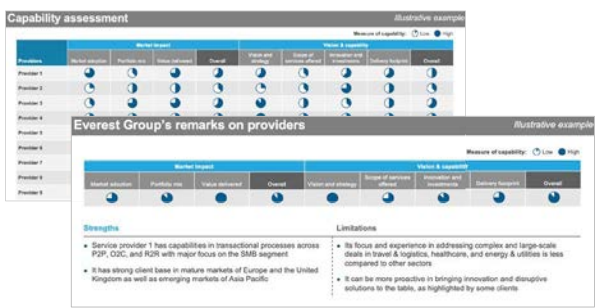 Capability assessment
Illustrative example
Measure of capability: Low High
Market Impact
Vision & capability
Providers
Market adoption
Portfolio mix
Value delivered
Overall
Vision and strategy
Scope of services offered
Innovation and investments
Delivery footprint
Overall
Provider 1
Provider 2
Provider 3
Provider 4
Provider 5
Provider 6
Provider 7
Provider 8
Provider 9
Everest Group's remarks on providers
Illustrative example
Measure of capability: Low High
Market Impact
Vision & capability
Market adoption
Portfolio mix
Value delivered
Overall
Vision and strategy
Scope of services offered
Innovation and investments
Delivery footprint
Overall
Strengths
Limitations
• Service provider 1 has capabilities in transactional processes across
P2P, O2C, and R2R with major focus on the SMB segment
• It has strong client base in mature markets of Europe and the United
Kingdom as well as emerging markets of Asia Pacific
• Its focus and experience in addressing complex and large-scale
deals in travel & logistics, healthcare, and energy & utilities is less
compared to other sectors
• It can be more proactive in bringing innovation and disruptive
solutions to the table, as highlighted by some clients